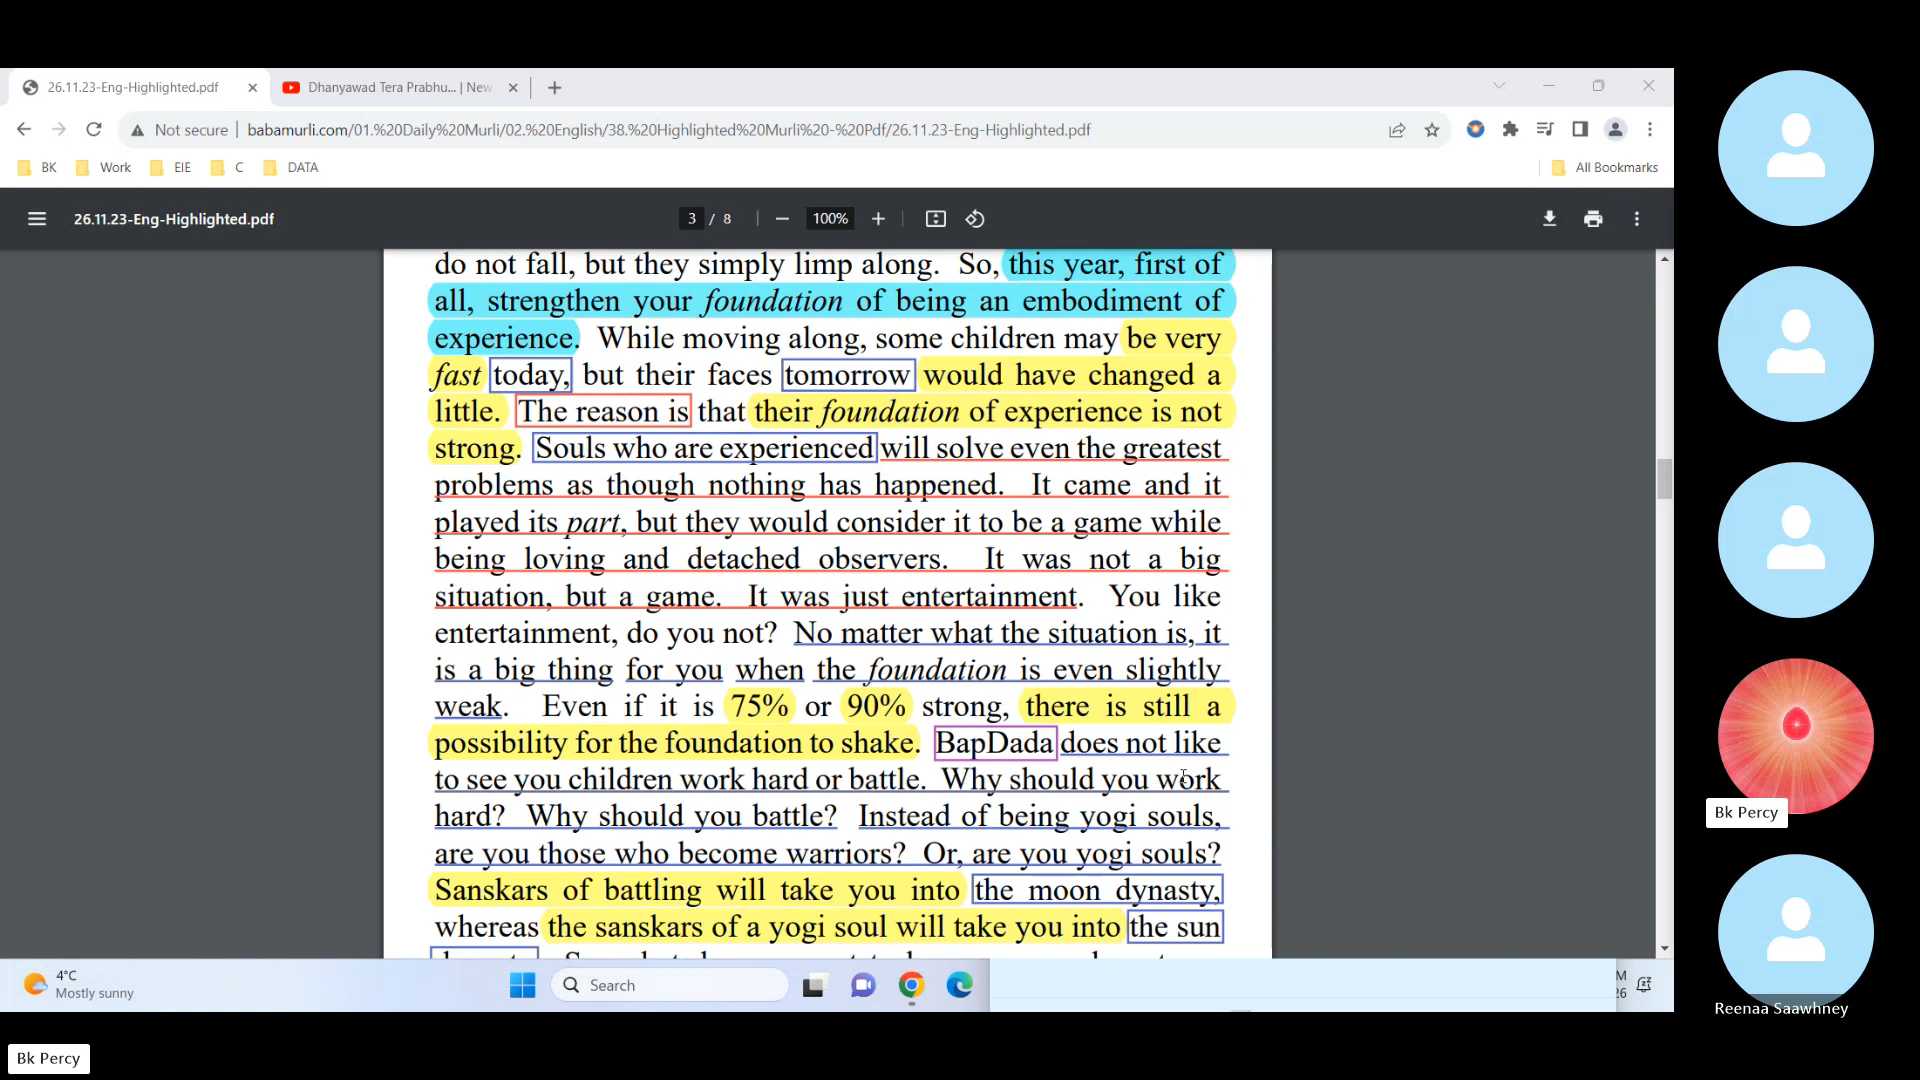 26.11.23-Eng-Highlighted.pdf
Dhanyawad Tera Prabhu... | New
Not secure
babamurli.com/01.%20Daily%20Murli/02.%20English/38.%20Highlighted%20Murli%20-%20Pdf/26.11.23-Eng-Highlighted.pdf
BK
Work
EIE
C
DATA
All Bookmarks
26.11.23-Eng-Highlighted.pdf
3 / 8
100%
do not fall, but they simply limp along. So, this year, first of
all, strengthen your foundation of being an embodiment of
experience. While moving along, some children may be very
fast today, but their faces tomorrow would have changed a
little. The reason is that their foundation of experience is not
strong. Souls who are experienced will solve even the greatest
problems as though nothing has happened. It came and it
played its part, but they would consider it to be a game while
being loving and detached observers. It was not a big
situation, but a game. It was just entertainment. You like
entertainment, do you not? No matter what the situation is, it
is a big thing for you when the foundation is even slightly
weak. Even if it is 75% or 90% strong, there is still a
possibility for the foundation to shake. BapDada does not like
to see you children work hard or battle. Why should you work
hard? Why should you battle? Instead of being yogi souls,
are you those who become warriors? Or, are you yogi souls?
Sanskars of battling will take you into the moon dynasty,
whereas the sanskars of a yogi soul will take you into the sun
4°C
Mostly sunny
Search
M
26
Bk Percy
Reenaa Saawhney
Bk Percy